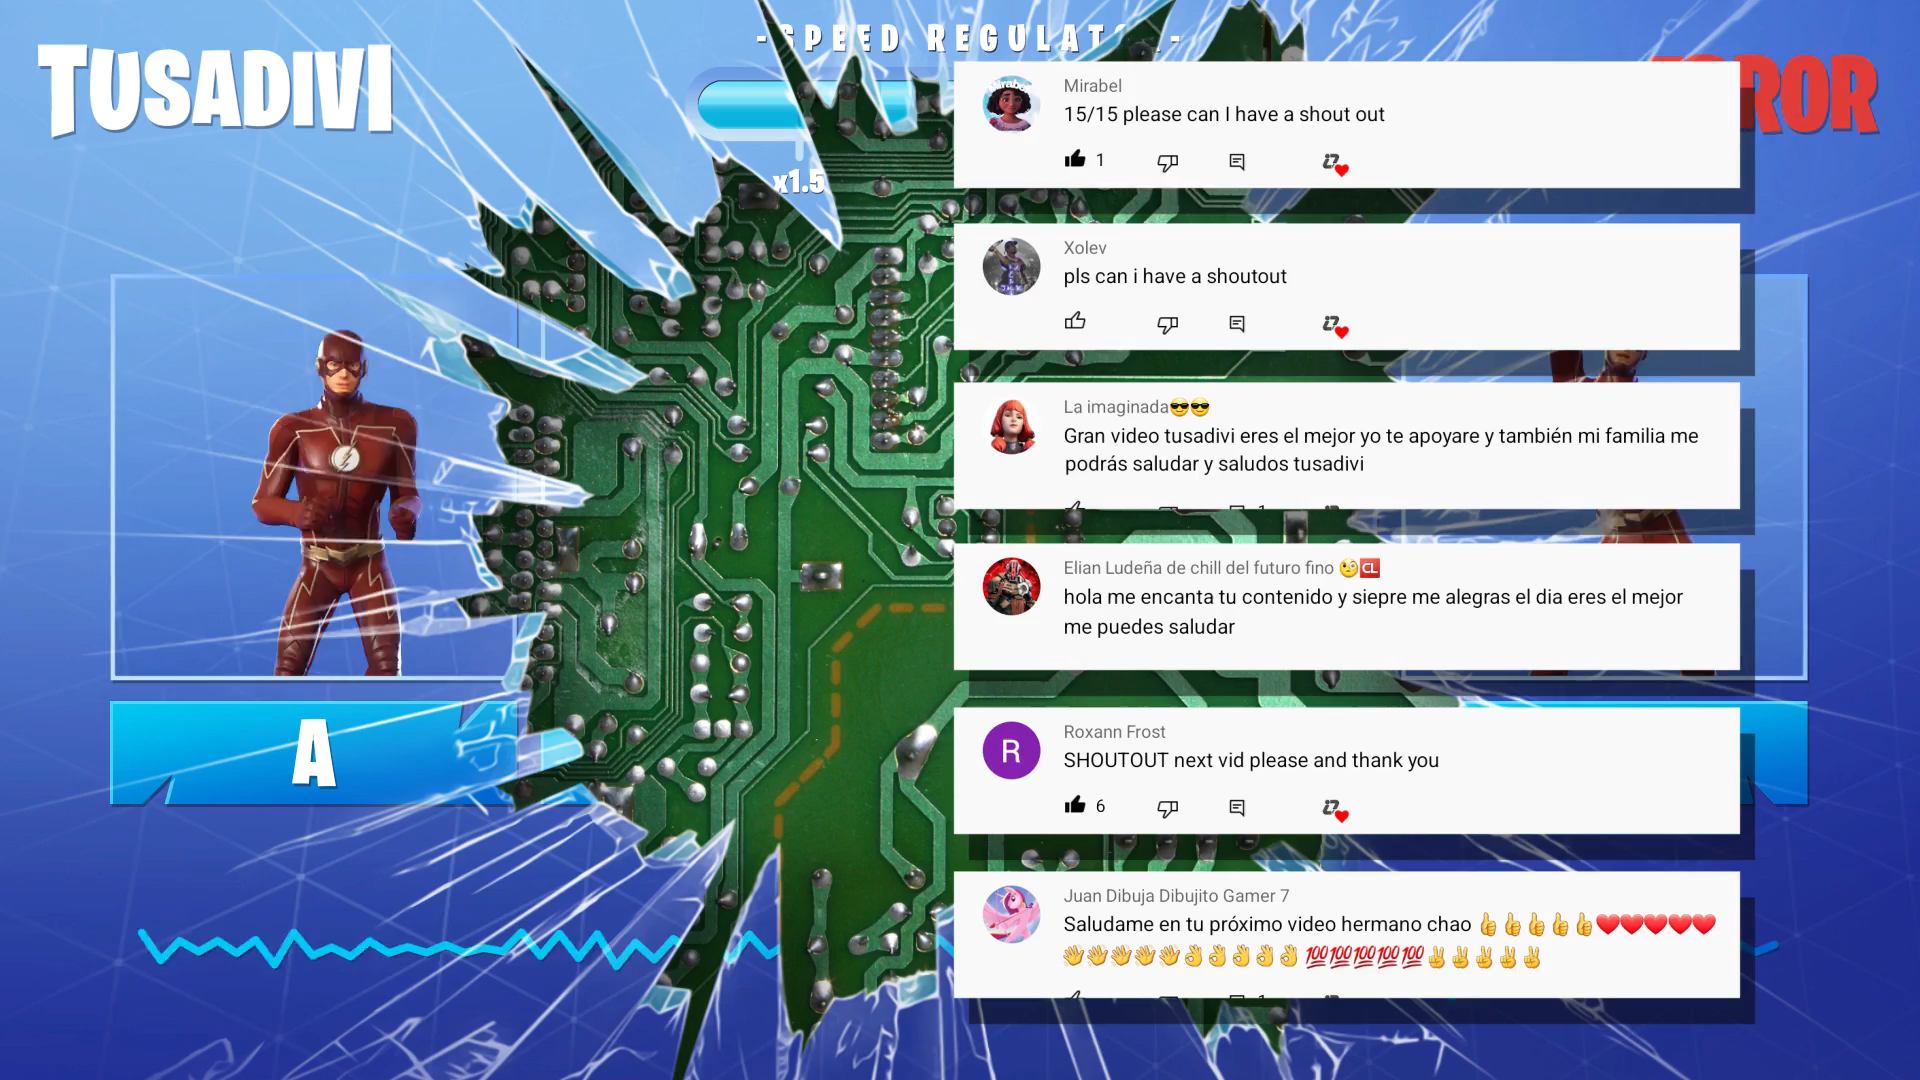 -SPEED REGULATOR-
TUSADIVI
x1.5
A
Mirabel
15/15 please can I have a shout out
1
Xolev
pls can i have a shoutout
La imaginada😎😎
Gran video tusadivi eres el mejor yo te apoyare y también mi familia me
podrás saludar y saludos tusadivi
1
Elian Ludeña de chill del futuro fino 🧐🆑
hola me encanta tu contenido y siepre me alegras el dia eres el mejor
me puedes saludar
R
Roxann Frost
SHOUTOUT next vid please and thank you
6
Juan Dibuja Dibujito Gamer 7
Saludame en tu próximo video hermano chao 👍👍👍👍👍❤️❤️❤️❤️❤️
👋👋👋👋👋👌👌👌👌👌💯💯💯💯💯✌️✌️✌️✌️✌️
1